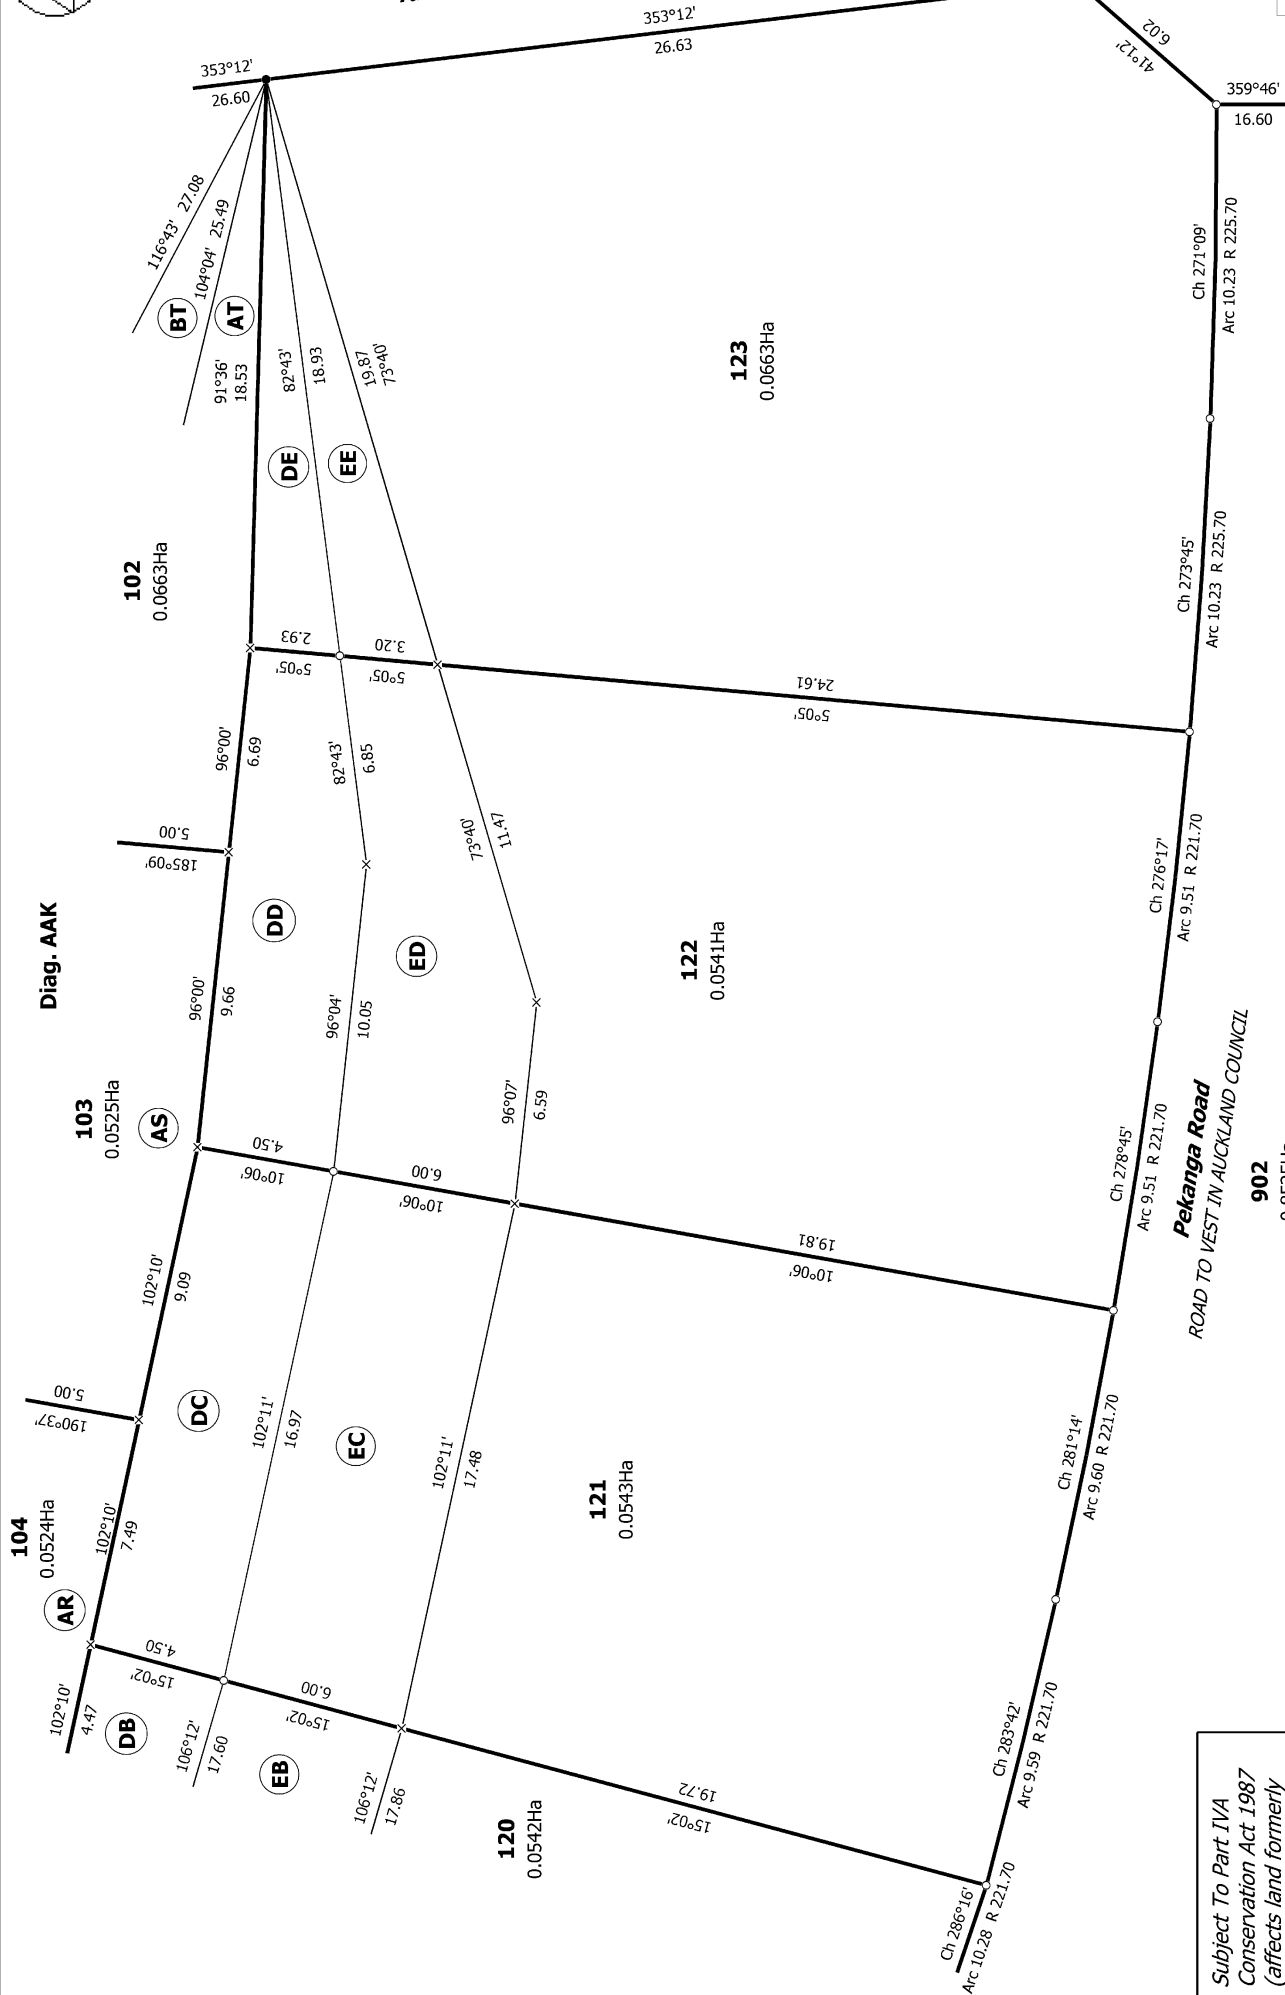 353°12'
26.63
6.02
41°12'
359°46'
16.60
353°12'
26.60
116°43' 27.08
104°04' 25.49
BT
AT
91°36'
18.53
82°43'
18.93
19.87
73°40'
DE
EE
123
0.0663Ha
Ch 271°09'
Arc 10.23 R 225.70
102
0.0663Ha
2.93
5°05'
3.20
5°05'
24.61
5°05'
Ch 273°45'
Arc 10.23 R 225.70
96°00'
6.69
82°43'
6.85
73°40'
11.47
5.00
185°09'
Diag. AAK
DD
ED
122
0.0541Ha
Ch 276°17'
Arc 9.51 R 221.70
96°00'
9.66
96°04'
10.05
96°07'
6.59
103
0.0525Ha
AS
4.50
10°06'
6.00
10°06'
19.81
10°06'
Ch 278°45'
Arc 9.51 R 221.70
Pekanga Road
ROAD TO VEST IN AUCKLAND COUNCIL
902
102°10'
9.09
5.00
190°37'
DC
102°11'
16.97
EC
102°11'
17.48
121
0.0543Ha
Ch 281°14'
Arc 9.60 R 221.70
104
0.0524Ha
102°10'
7.49
AR
4.50
15°02'
6.00
15°02'
19.72
15°02'
Ch 283°42'
Arc 9.59 R 221.70
102°10'
4.47
DB
106°12'
17.60
EB
106°12'
17.86
120
0.0542Ha
Ch 286°16'
Arc 10.28 R 221.70
Subject To Part IVA
Conservation Act 1987
(affects land formerly